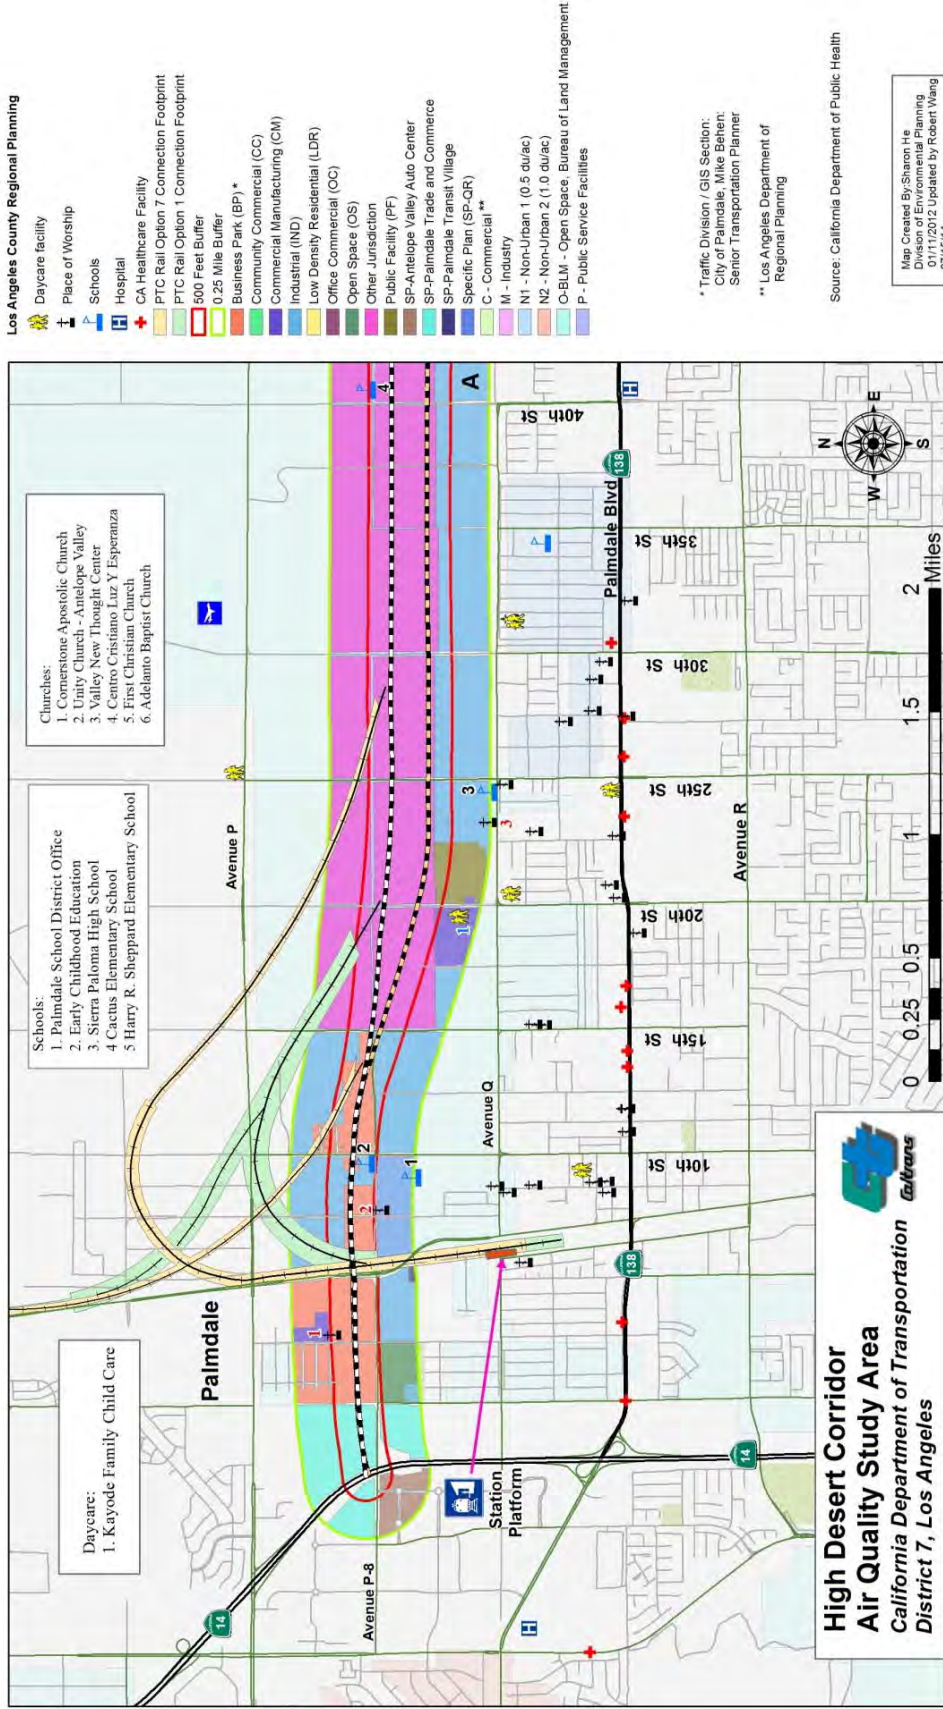 Los Angeles County Regional Planning
Daycare facility
Place of Worship
Schools
Hospital
CA Healthcare Facility
PTC Rail Option 7 Connection Footprint
PTC Rail Option 1 Connection Footprint
500 Feet Buffer
0.25 Mile Buffer
Business Park (BP) *
Community Commercial (CC)
Commercial Manufacturing (CM)
Industrial (IND)
Low Density Residential (LDR)
Office Commercial (OC)
Open Space (OS)
Other Jurisdiction
Public Facility (PF)
SP-Antelope Valley Auto Center
SP-Palmdale Trade and Commerce
SP-Palmdale Transit Village
Specific Plan (SP-QR)
C - Commercial **
M - Industry
N1 - Non-Urban 1 (0.5 du/ac)
N2 - Non-Urban 2 (1.0 du/ac)
O-BLM - Open Space, Bureau of Land Management
P - Public Service Facilities
* Traffic Division / GIS Section:
City of Palmdale, Mike Behen:
Senior Transportation Planner
** Los Angeles Department of
Regional Planning
Source: California Department of Public Health
Map Created By:Sharon He
Division of Environmental Planning
01/11/2012 Updated by Robert Wang
Daycare:
1. Kayode Family Child Care
Schools:
1. Palmdale School District Office
2. Early Childhood Education
3. Sierra Paloma High School
4 Cactus Elementary School
5 Harry R. Sheppard Elementary School
Churches:
1. Cornerstone Apostolic Church
2. Unity Church - Antelope Valley
3. Valley New Thought Center
4. Centro Cristiano Luz Y Esperanza
5. First Christian Church
6. Adelanto Baptist Church
Palmdale
Avenue P
14
Avenue P-8
1
2
2
1
1
3
3
4
A
Station
Platform
Avenue Q
H
H
10th St
15th St
20th St
25th St
30th St
35th St
40th St
Palmdale Blvd
138
138
14
Avenue R
N
W
E
S
0
0.25
0.5
1
1.5
2
Miles
High Desert Corridor
Air Quality Study Area
California Department of Transportation
District 7, Los Angeles
Caltrans